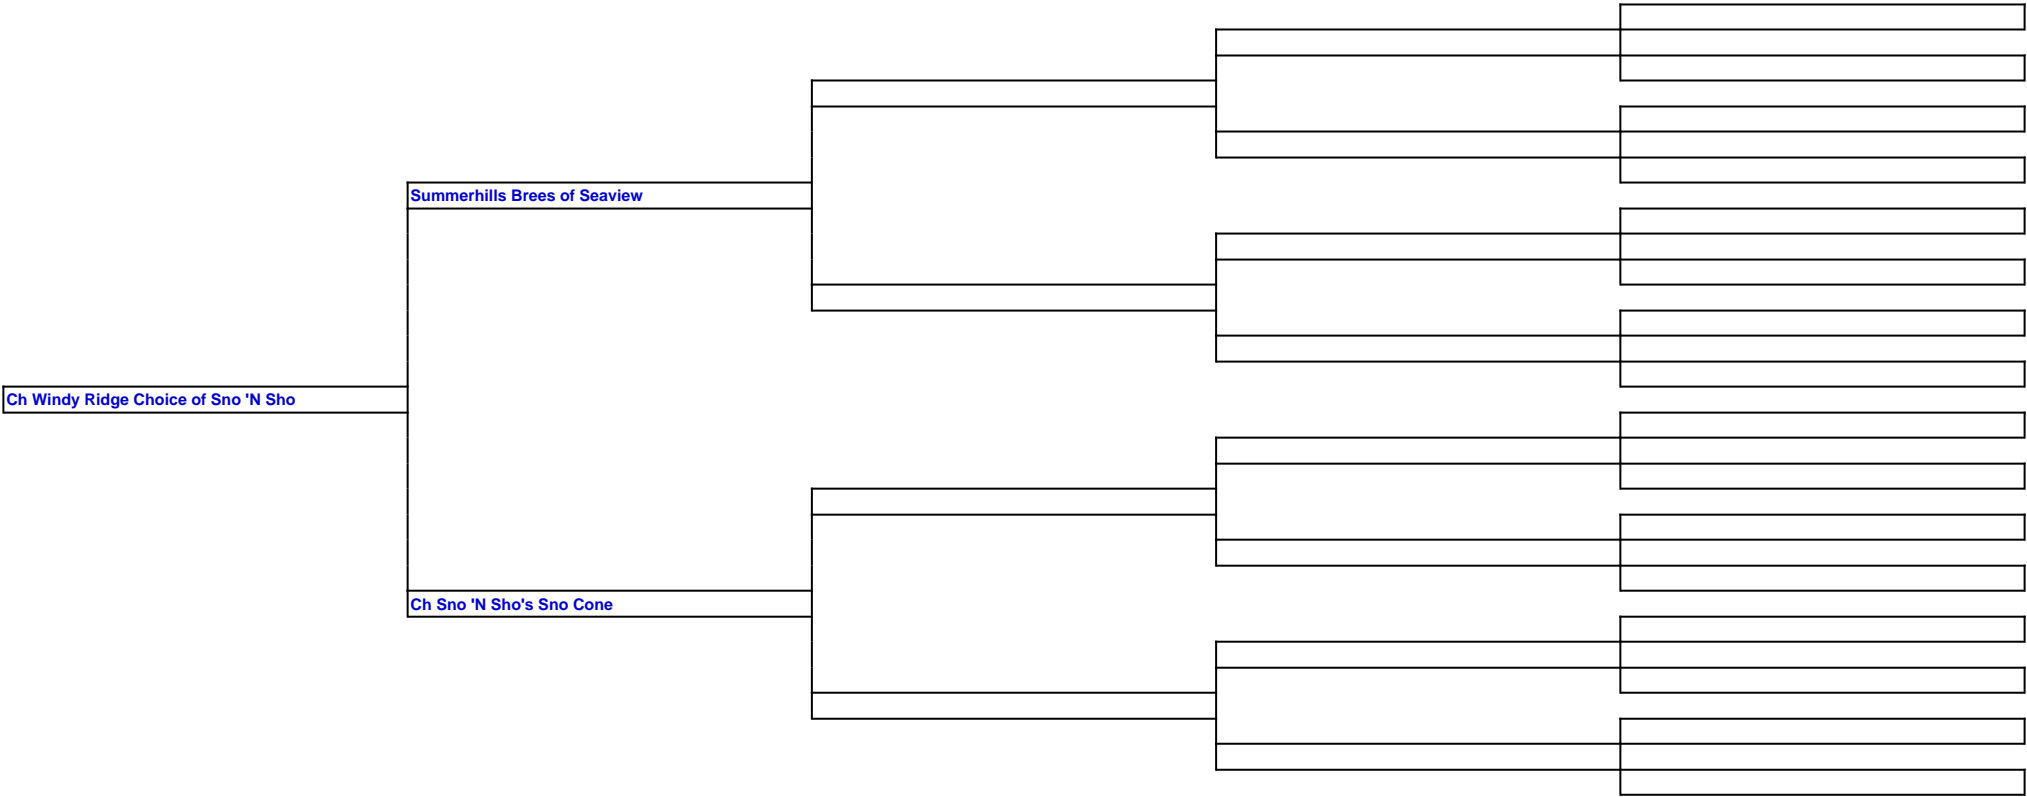 Summerhills Brees of Seaview
Ch Windy Ridge Choice of Sno 'N Sho
Ch Sno 'N Sho's Sno Cone